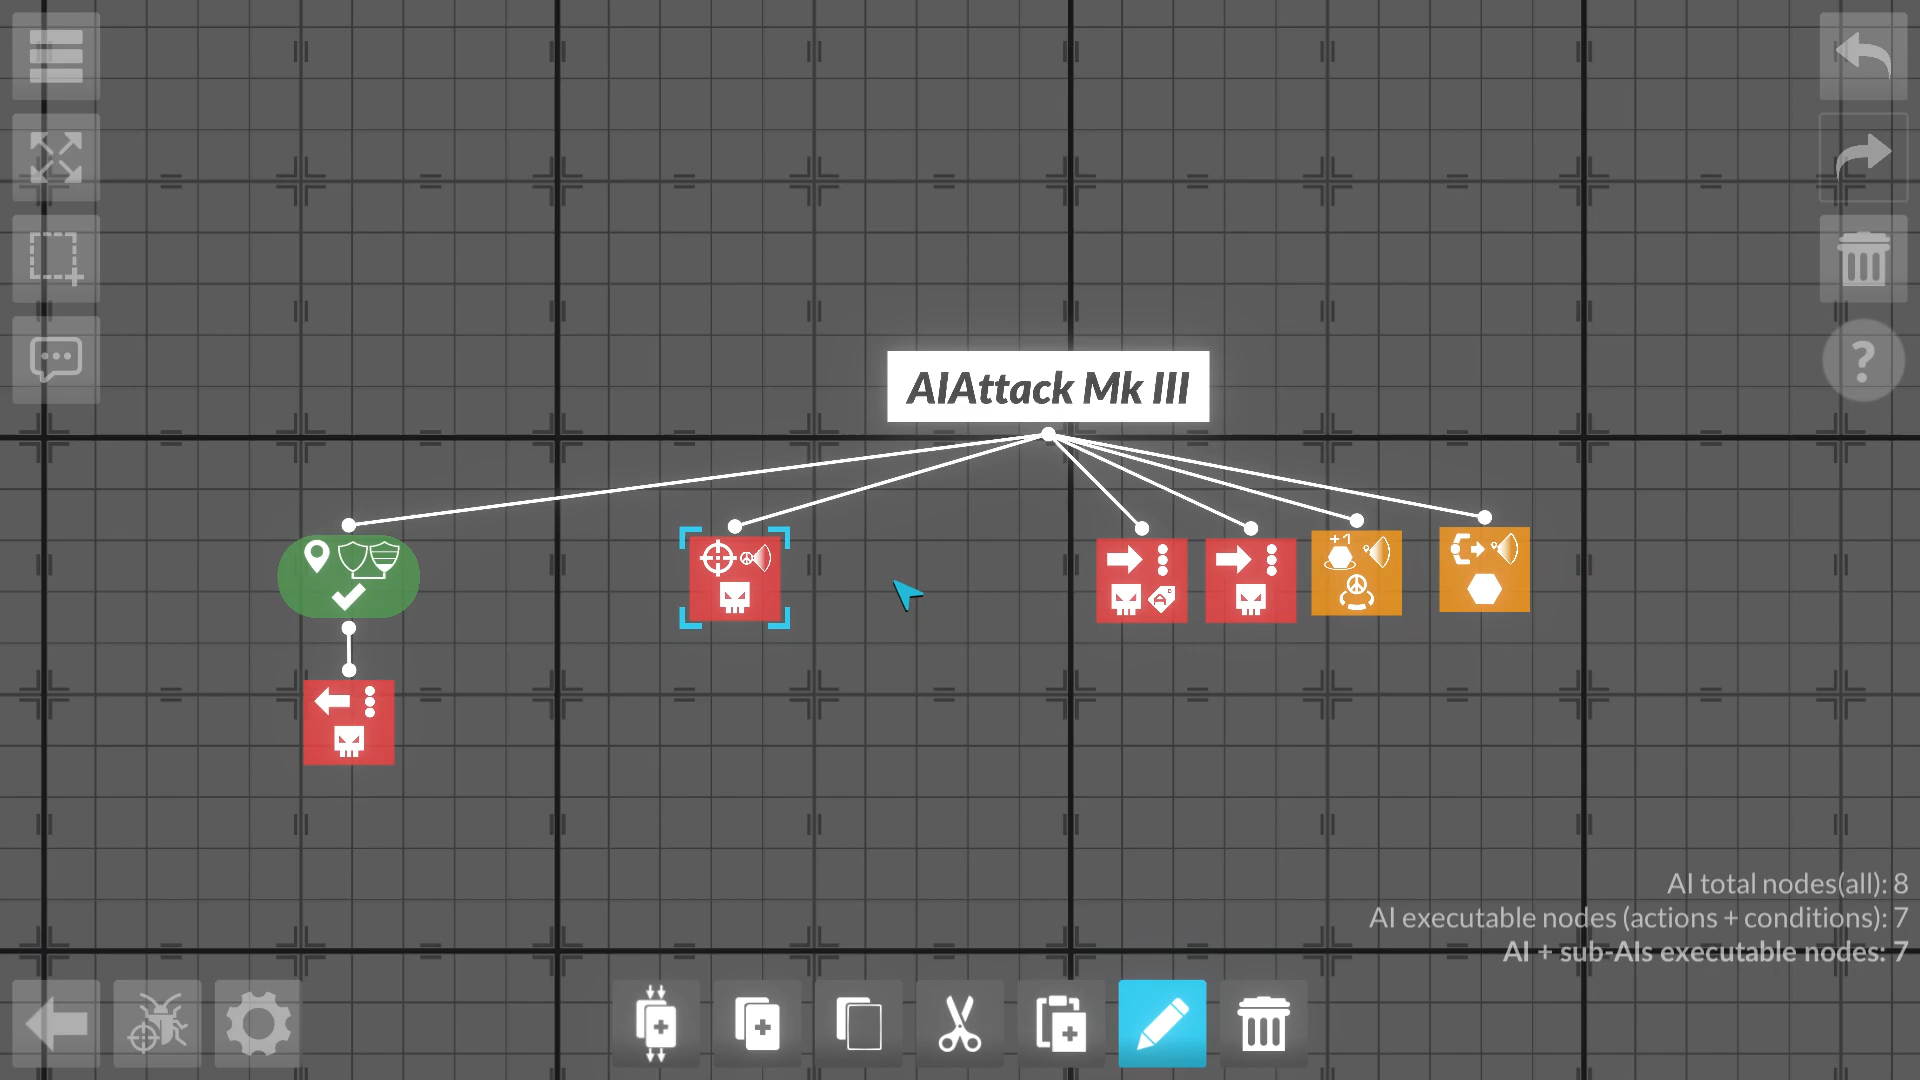 AIAttack Mk III
+1
AI total nodes(all): 8
AI executable nodes (actions + conditions): 7
AI + sub-AIs executable nodes: 7